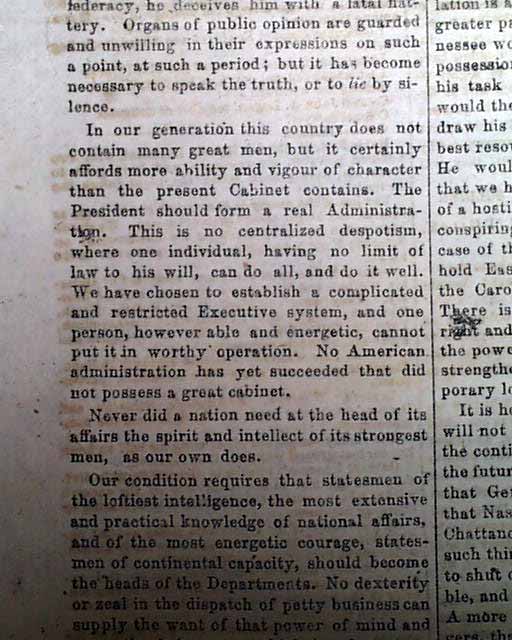 federacy, he deceives him with a fatal flat-
tery. Organs of public opinion are guarded
and unwilling in their expressions on such
a point, at such a period; but it has become
necessary to speak the truth, or to lie by si-
lence.
In our generation this country does not
contain many great men, but it certainly
affords more ability and vigour of character
than the present Cabinet contains. The
President should form a real Administra-
tion. This is no centralized despotism,
where one individual, having no limit of
law to his will, can do all, and do it well.
We have chosen to establish a complicated
and restricted Executive system, and one
person, however able and energetic, cannot
put it in worthy operation. No American
administration has yet succeeded that did
not possess a great cabinet.
Never did a nation need at the head of its
affairs the spirit and intellect of its strongest
men, as our own does.
Our condition requires that statesmen of
the loftiest intelligence, the most extensive
and practical knowledge of national affairs,
and of the most energetic courage, states-
men of continental capacity, should become
the heads of the Departments. No dexterity
or zeal in the dispatch of petty business can
supply the want of that power of mind and
lation is a
greater pa
nessee wo
possession
his task
would the
draw his
best resou
He woul
that we h
of a hosti
conspiring
case of th
hold Eas
the Caro
There is
right and
the powe
strengthe
porary lo
It is h
will not
the conti
the futur
that Ge
that Nas
Chattano
such thin
to shut o
ble, and
A more